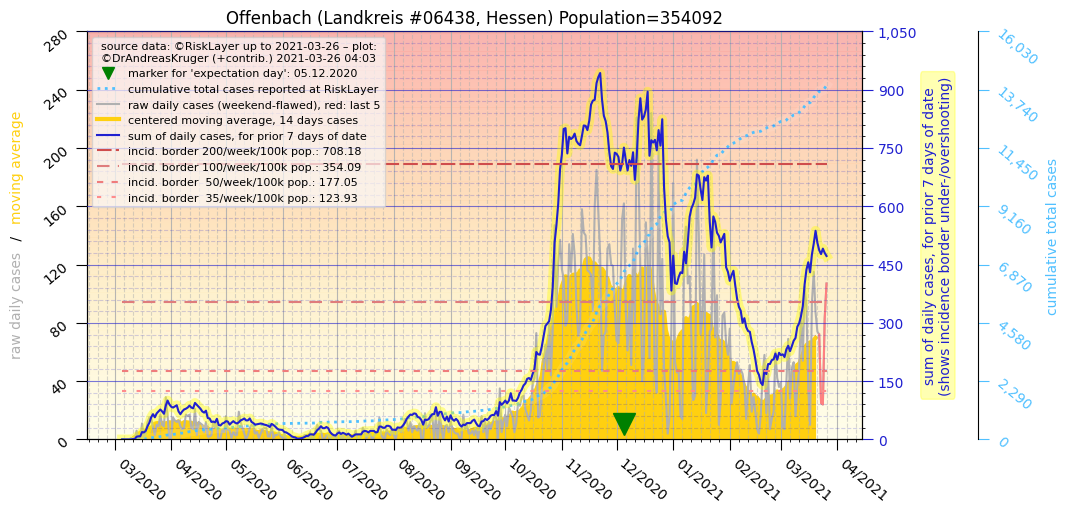 Offenbach (Landkreis #06438, Hessen) Population=354092
source data: ©RiskLayer up to 2021-03-26 – plot:
©DrAndreasKruger (+contrib.) 2021-03-26 04:03
marker for 'expectation day': 05.12.2020
cumulative total cases reported at RiskLayer
raw daily cases (weekend-flawed), red: last 5
centered moving average, 14 days cases
sum of daily cases, for prior 7 days of date
incid. border 200/week/100k pop.: 708.18
incid. border 100/week/100k pop.: 354.09
incid. border  50/week/100k pop.: 177.05
incid. border  35/week/100k pop.: 123.93
raw daily cases  /  moving average
280
240
200
160
120
80
40
0
03/2020
04/2020
05/2020
06/2020
07/2020
08/2020
09/2020
10/2020
11/2020
12/2020
01/2021
02/2021
03/2021
04/2021
1,050
900
750
600
450
300
150
0
sum of daily cases, for prior 7 days of date
(shows incidence border under-/overshooting)
16,030
13,740
11,450
9,160
6,870
4,580
2,290
0
cumulative total cases